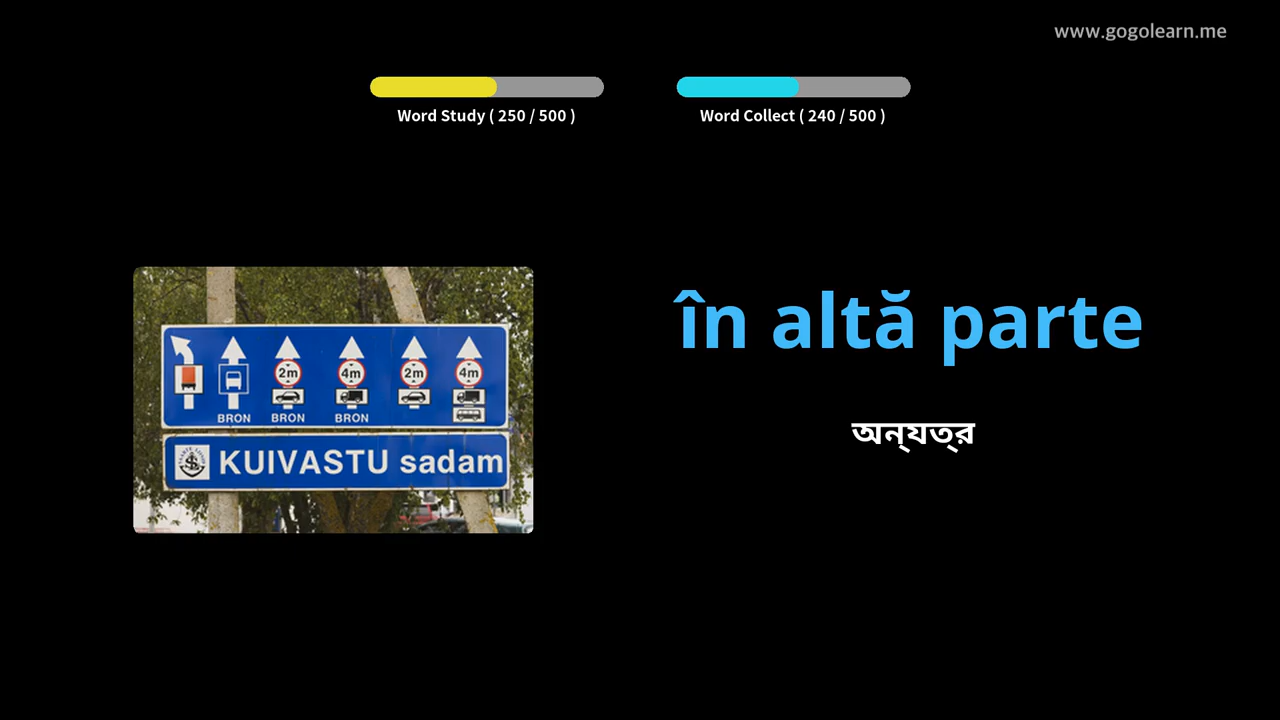 www.gogolearn.me
Word Study ( 250 / 500 )
Word Collect ( 240 / 500 )
în altă parte
অন্যত্র
2m
4m
2m
4m
BRON
BRON
BRON
KUIVASTU sadam